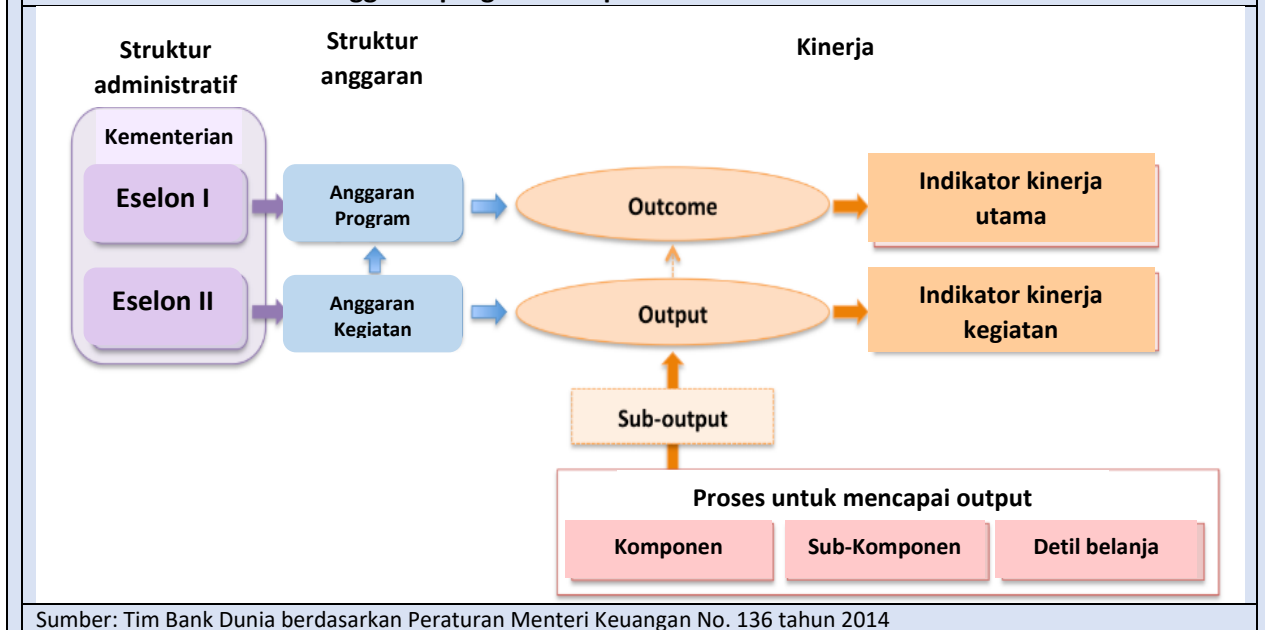 Struktur
administratif
Struktur
anggaran
Kinerja
Kementerian
Eselon I
Anggaran
Program
Outcome
Indikator kinerja
utama
Eselon II
Anggaran
Kegiatan
Output
Indikator kinerja
kegiatan
Sub-output
Proses untuk mencapai output
Komponen
Sub-Komponen
Detil belanja
Sumber: Tim Bank Dunia berdasarkan Peraturan Menteri Keuangan No. 136 tahun 2014